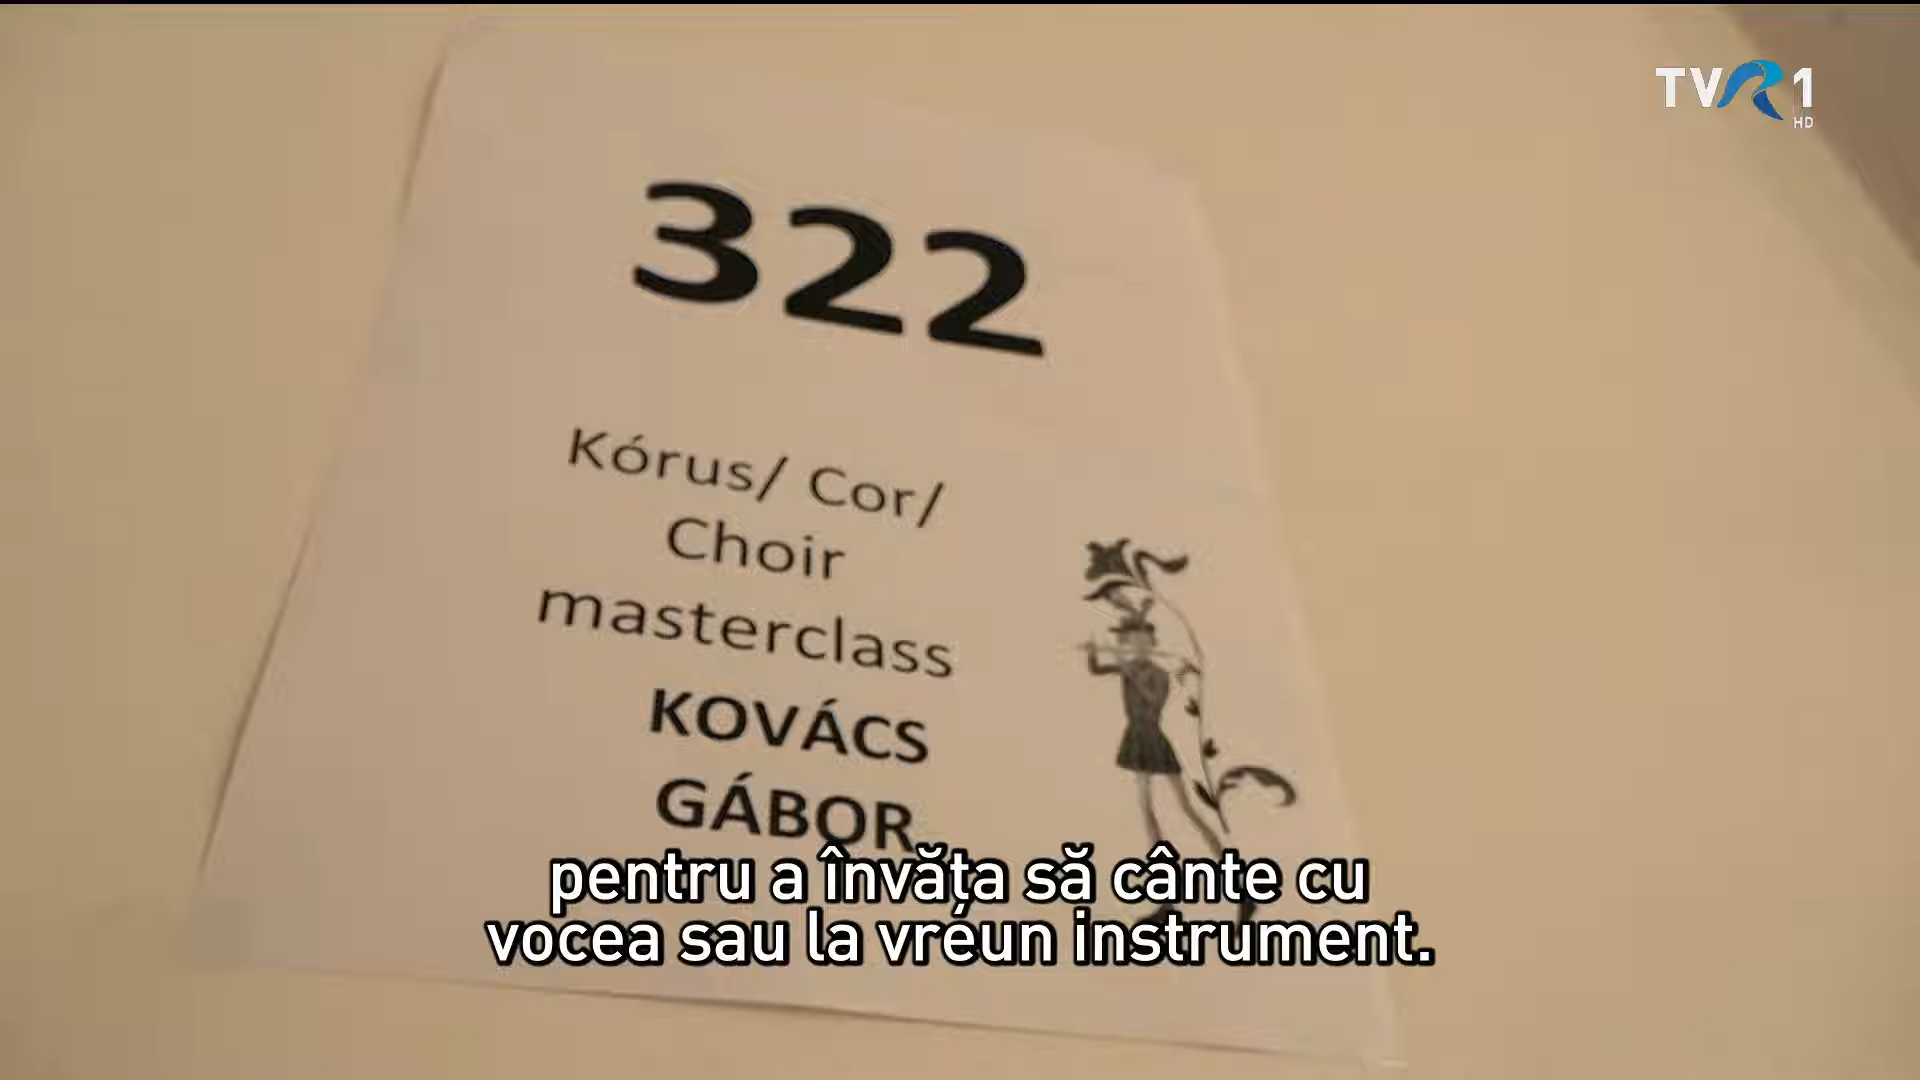 TVR1
HD
322
Kórus/ Cor/
Choir
masterclass
KOVÁCS
GÁBOR
pentru a învăța să cânte cu
vocea sau la vreun instrument.